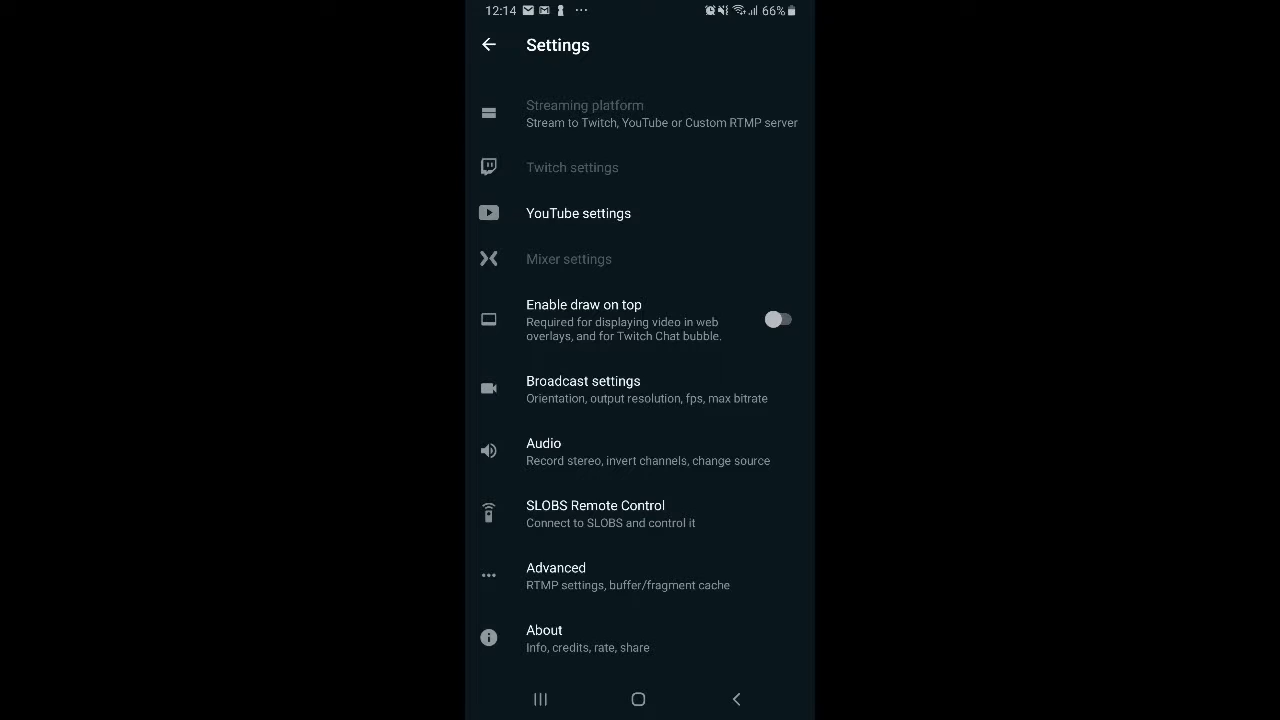 12:14 ... 66%
Settings
Streaming platform
Stream to Twitch, YouTube or Custom RTMP server
Twitch settings
YouTube settings
Mixer settings
Enable draw on top
Required for displaying video in web
overlays, and for Twitch Chat bubble.
Broadcast settings
Orientation, output resolution, fps, max bitrate
Audio
Record stereo, invert channels, change source
SLOBS Remote Control
Connect to SLOBS and control it
Advanced
RTMP settings, buffer/fragment cache
About
Info, credits, rate, share